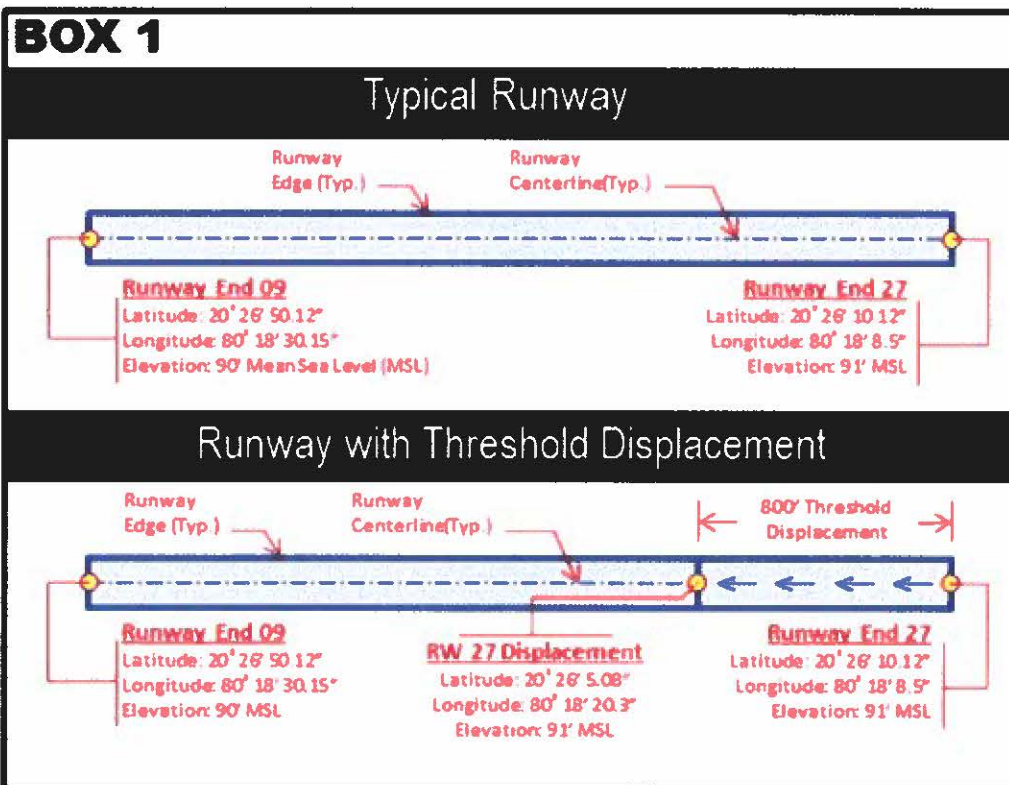 BOX 1
Typical Runway
Runway
Edge (Typ.)
Runway
Centerline(Typ.)
Runway End 09
Latitude: 20° 26' 50.12"
Longitude: 80° 18' 30.15"
Elevation: 90' Mean Sea Level (MSL)
Runway End 27
Latitude: 20° 26' 10.12"
Longitude: 80° 18' 8.5"
Elevation: 91' MSL
Runway with Threshold Displacement
Runway
Edge (Typ.)
Runway
Centerline(Typ.)
800' Threshold
Displacement
Runway End 09
Latitude: 20° 26' 50.12"
Longitude: 80° 18' 30.15"
Elevation: 90' MSL
RW 27 Displacement
Latitude: 20° 26' 5.08"
Longitude: 80° 18' 20.3"
Elevation: 91' MSL
Runway End 27
Latitude: 20° 26' 10.12"
Longitude: 80° 18' 8.5"
Elevation: 91' MSL